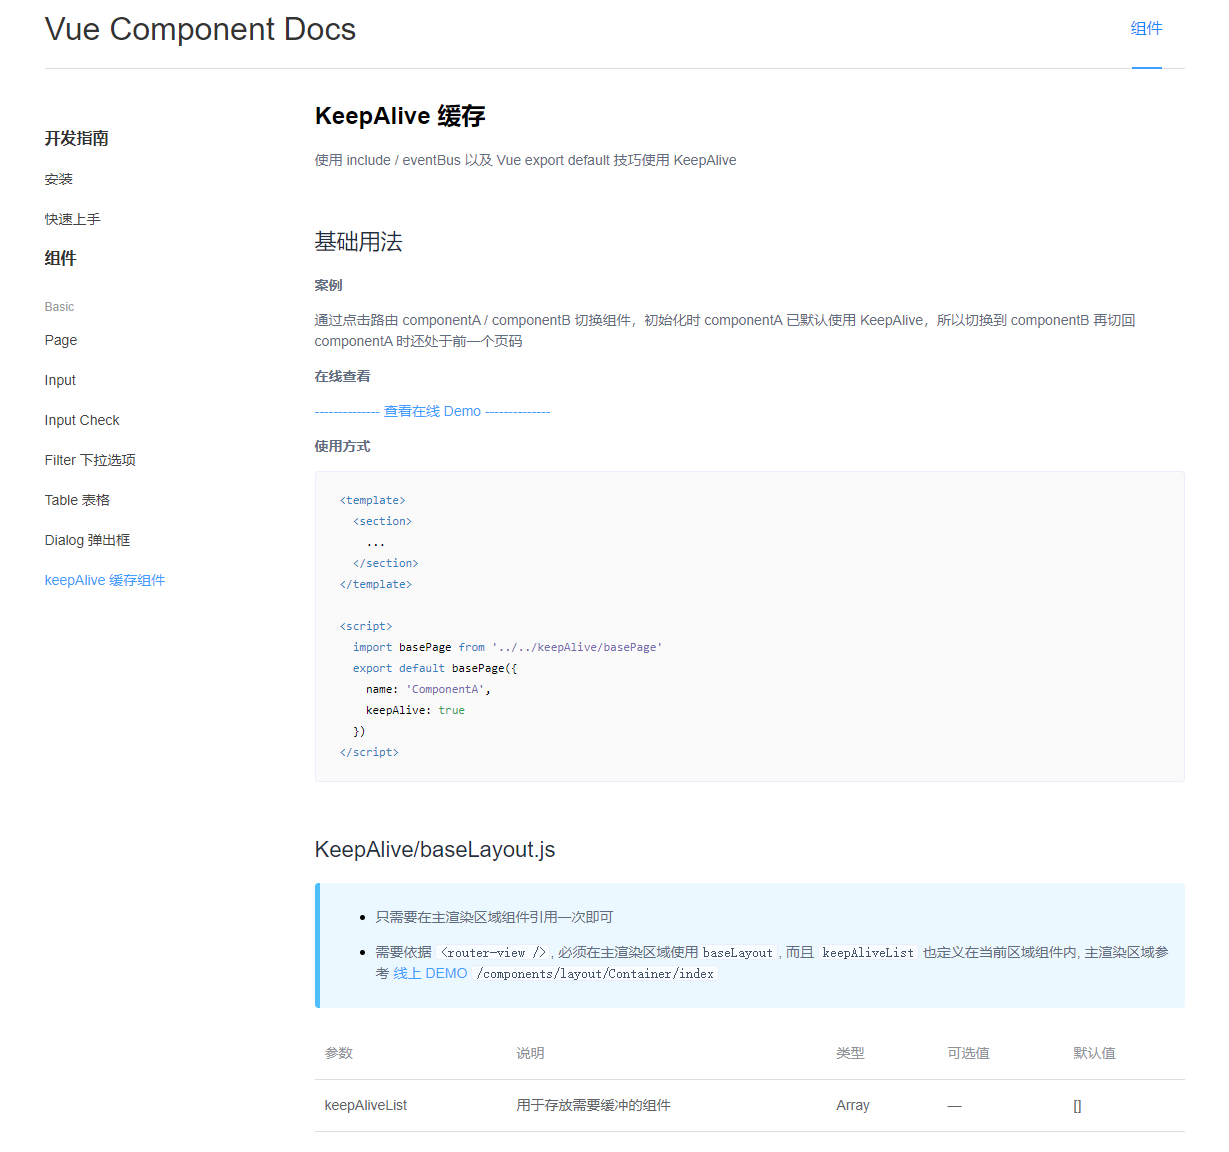 Vue Component Docs
组件
开发指南
安装
快速上手
组件
Basic
Page
Input
Input Check
Filter 下拉选项
Table 表格
Dialog 弹出框
keepAlive 缓存组件
KeepAlive 缓存
使用 include / eventBus 以及 Vue export default 技巧使用 KeepAlive
基础用法
案例
通过点击路由 componentA / componentB 切换组件，初始化时 componentA 已默认使用 KeepAlive，所以切换到 componentB 再切回
componentA 时还处于前一个页码
在线查看
-------------- 查看在线 Demo --------------
使用方式
<template>
  <section>
    ...
  </section>
</template>
<script>
  import basePage from '../../keepAlive/basePage'
  export default basePage({
    name: 'ComponentA',
    keepAlive: true
  })
</script>
KeepAlive/baseLayout.js
只需要在主渲染区域组件引用一次即可
需要依据 <router-view /> , 必须在主渲染区域使用 baseLayout , 而且 keepAliveList 也定义在当前区域组件内, 主渲染区域参
考 线上 DEMO /components/layout/Container/index
参数 说明 类型 可选值 默认值
keepAliveList 用于存放需要缓冲的组件 Array — []